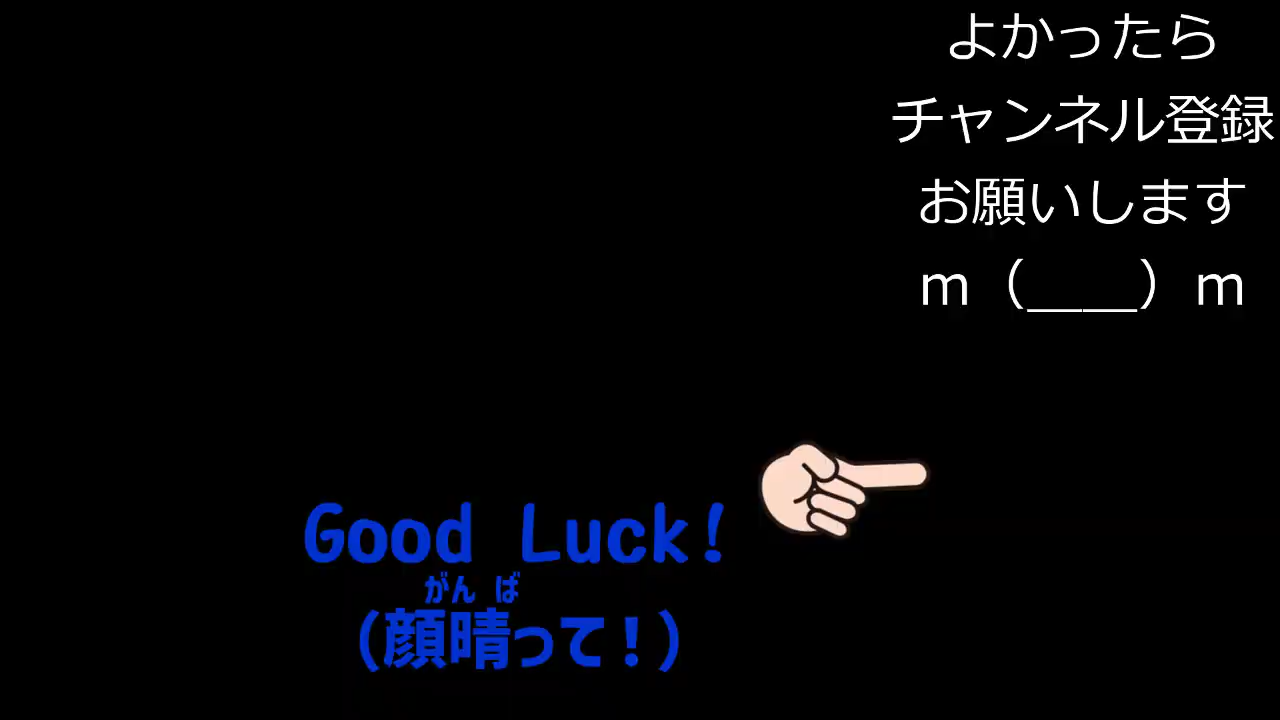 よかったら
チャンネル登録
お願いします
m（＿＿）m
Good Luck!
がんば
(顔晴って！)